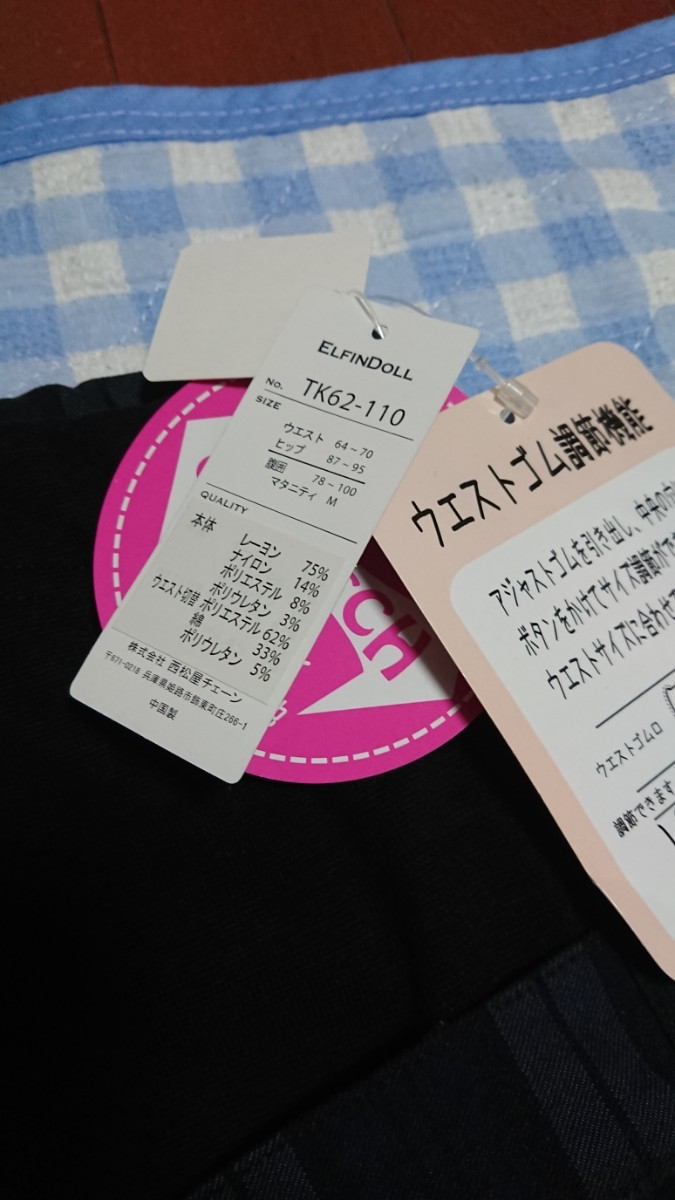 ELFINDOLL
No. TK62-110
SIZE
ウエスト 64～70
ヒップ 87～95
腹囲 78～100
マタニティ M
QUALITY
本体 レーヨン 75%
ナイロン 14%
ポリエステル 8%
ポリウレタン 3%
ウエスト切替 ポリエステル 62%
綿 33%
ポリウレタン 5%
株式会社 西松屋チェーン
〒671-0218 兵庫県姫路市飾東町庄266-1
中国製
ウエストゴム調節機能
アジャストゴムを引き出し、中央の
ボタンをかけてサイズ調節がで
ウエストサイズに合わせ
ウエストゴム口
調節できます